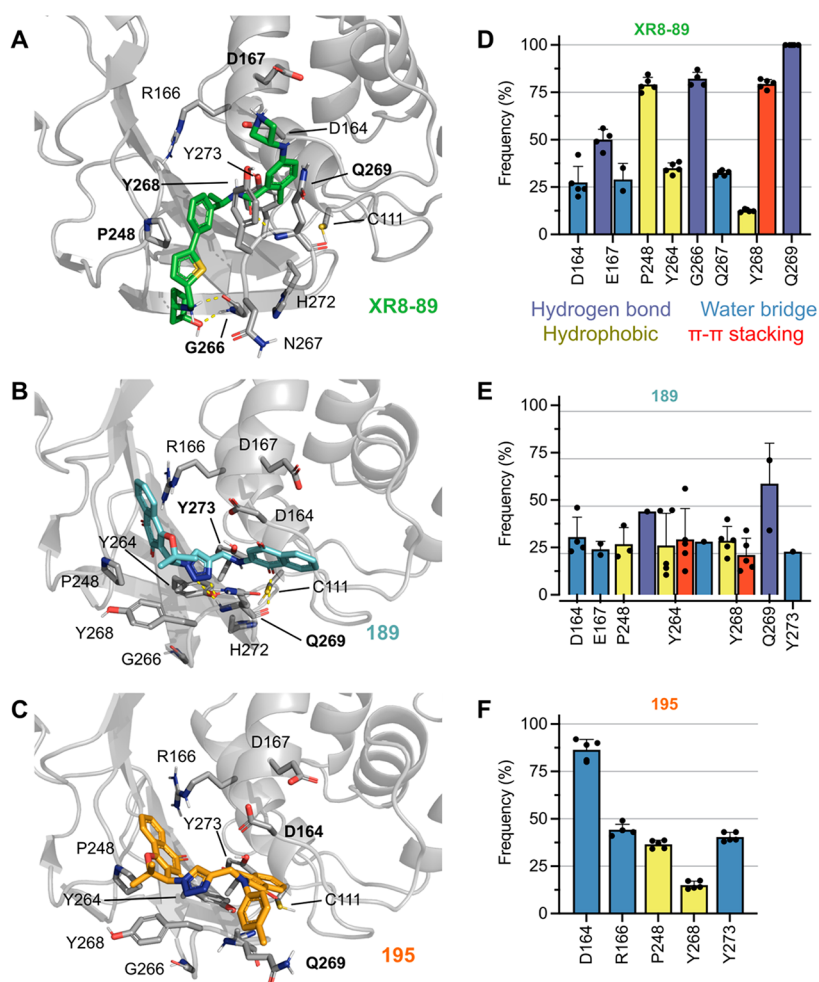 A
D167
R166
D164
Y273
Y268
Q269
P248
C111
H272
XR8-89
G266
N267
D
XR8-89
Frequency (%)
100
75
50
25
0
D164
E167
P248
Y264
G266
Q267
Y268
Q269
Hydrogen bond
Water bridge
Hydrophobic
π-π stacking
B
R166
D167
Y273
D164
Y264
P248
C111
Y268
189
H272
Q269
G266
E
189
Frequency (%)
100
75
50
25
0
D164
E167
P248
Y264
Y268
Q269
Y273
C
D167
R166
Y273
D164
P248
Y264
C111
Y268
195
G266
Q269
F
195
Frequency (%)
100
75
50
25
0
D164
R166
P248
Y268
Y273